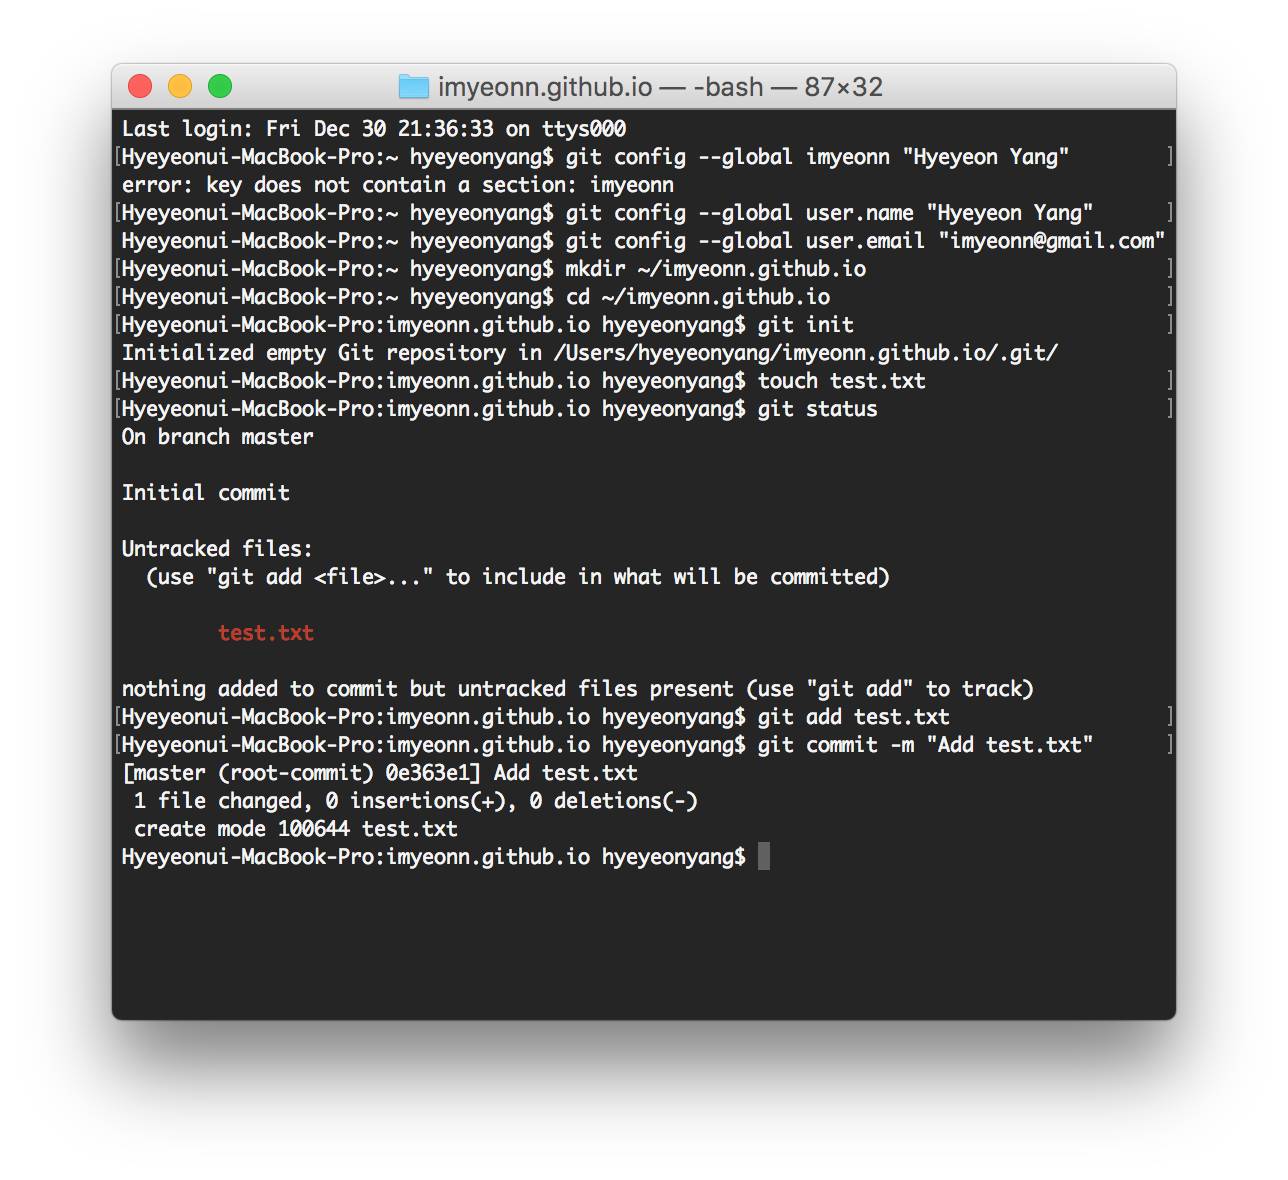 imyeonn.github.io — -bash — 87×32
Last login: Fri Dec 30 21:36:33 on ttys000
[Hyeyeonui-MacBook-Pro:~ hyeyeonyang$ git config --global imyeonn "Hyeyeon Yang" ]
error: key does not contain a section: imyeonn
[Hyeyeonui-MacBook-Pro:~ hyeyeonyang$ git config --global user.name "Hyeyeon Yang" ]
Hyeyeonui-MacBook-Pro:~ hyeyeonyang$ git config --global user.email "imyeonn@gmail.com"
[Hyeyeonui-MacBook-Pro:~ hyeyeonyang$ mkdir ~/imyeonn.github.io ]
[Hyeyeonui-MacBook-Pro:~ hyeyeonyang$ cd ~/imyeonn.github.io ]
[Hyeyeonui-MacBook-Pro:imyeonn.github.io hyeyeonyang$ git init ]
Initialized empty Git repository in /Users/hyeyeonyang/imyeonn.github.io/.git/
[Hyeyeonui-MacBook-Pro:imyeonn.github.io hyeyeonyang$ touch test.txt ]
[Hyeyeonui-MacBook-Pro:imyeonn.github.io hyeyeonyang$ git status ]
On branch master
Initial commit
Untracked files:
(use "git add <file>..." to include in what will be committed)
test.txt
nothing added to commit but untracked files present (use "git add" to track)
[Hyeyeonui-MacBook-Pro:imyeonn.github.io hyeyeonyang$ git add test.txt ]
[Hyeyeonui-MacBook-Pro:imyeonn.github.io hyeyeonyang$ git commit -m "Add test.txt" ]
[master (root-commit) 0e363e1] Add test.txt
1 file changed, 0 insertions(+), 0 deletions(-)
create mode 100644 test.txt
Hyeyeonui-MacBook-Pro:imyeonn.github.io hyeyeonyang$